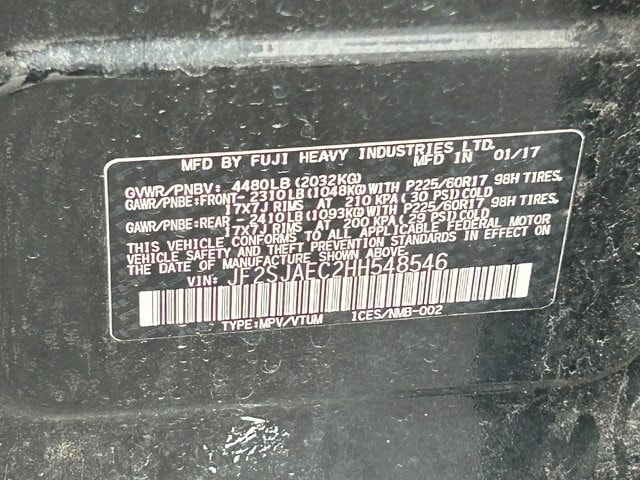 MFD BY FUJI HEAVY INDUSTRIES LTD.
MFD IN 01/17
GVWR/PNBV: 4480LB (2032KG)
GAWR/PNBE:FRONT- 2310LB (1048KG) WITH P225/60R17 98H TIRES,
17X7J RIMS AT 210 KPA ( 30 PSI) COLD
GAWR/PNBE:REAR -2410LB (1093KG) WITH P225/60R17 98H TIRES,
17X7J RIMS AT 200 KPA ( 29 PSI) COLD
THIS VEHICLE CONFORMS TO ALL APPLICABLE FEDERAL MOTOR
VEHICLE SAFETY AND THEFT PREVENTION STANDARDS IN EFFECT
ON THE DATE OF MANUFACTURE SHOWN ABOVE.
VIN: JF2SJAEC2HH548546
TYPE:MPV/VTUM ICES/NMB-002